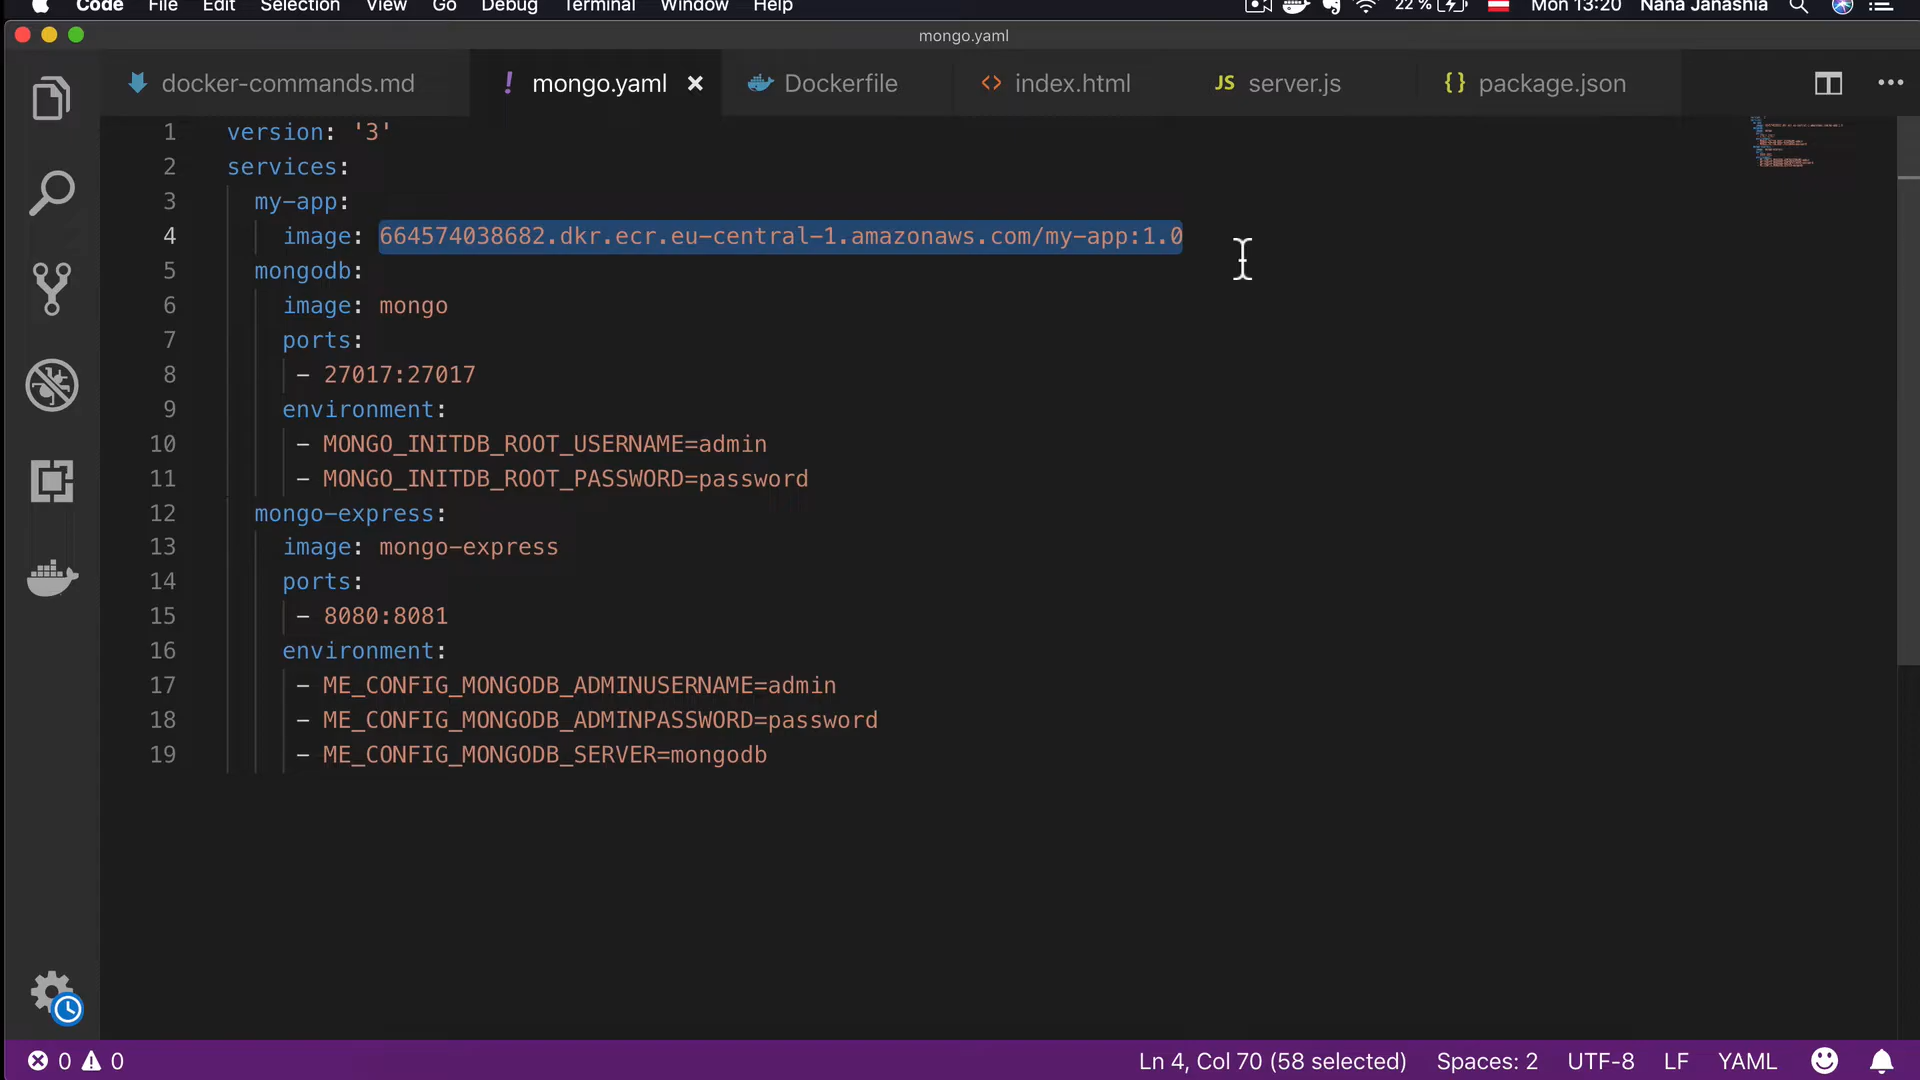 Code File Edit Selection View Go Debug Terminal Window Help 22 % Mon 13:20 Nana Janashia
mongo.yaml
docker-commands.md ! mongo.yaml × Dockerfile <> index.html JS server.js {} package.json
1 version: '3'
2 services:
3 my-app:
4 image: 664574038682.dkr.ecr.eu-central-1.amazonaws.com/my-app:1.0
5 mongodb:
6 image: mongo
7 ports:
8 - 27017:27017
9 environment:
10 - MONGO_INITDB_ROOT_USERNAME=admin
11 - MONGO_INITDB_ROOT_PASSWORD=password
12 mongo-express:
13 image: mongo-express
14 ports:
15 - 8080:8081
16 environment:
17 - ME_CONFIG_MONGODB_ADMINUSERNAME=admin
18 - ME_CONFIG_MONGODB_ADMINPASSWORD=password
19 - ME_CONFIG_MONGODB_SERVER=mongodb
0 0 Ln 4, Col 70 (58 selected) Spaces: 2 UTF-8 LF YAML